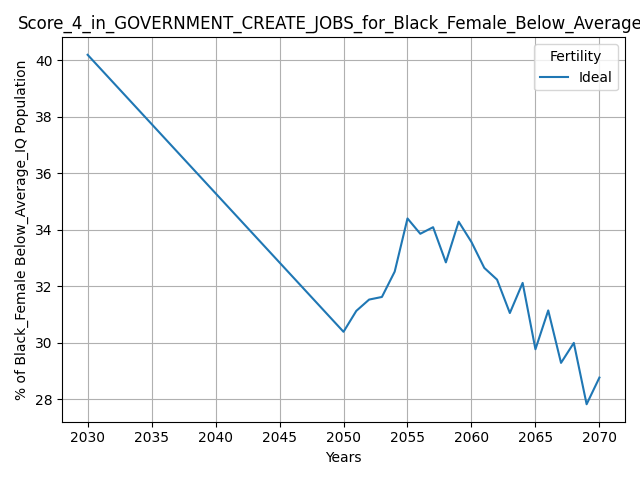 Score_4_in_GOVERNMENT_CREATE_JOBS_for_Black_Female_Below_Average
Fertility
Ideal
% of Black_Female Below_Average_IQ Population
40
38
36
34
32
30
28
2030 2035 2040 2045 2050 2055 2060 2065 2070
Years